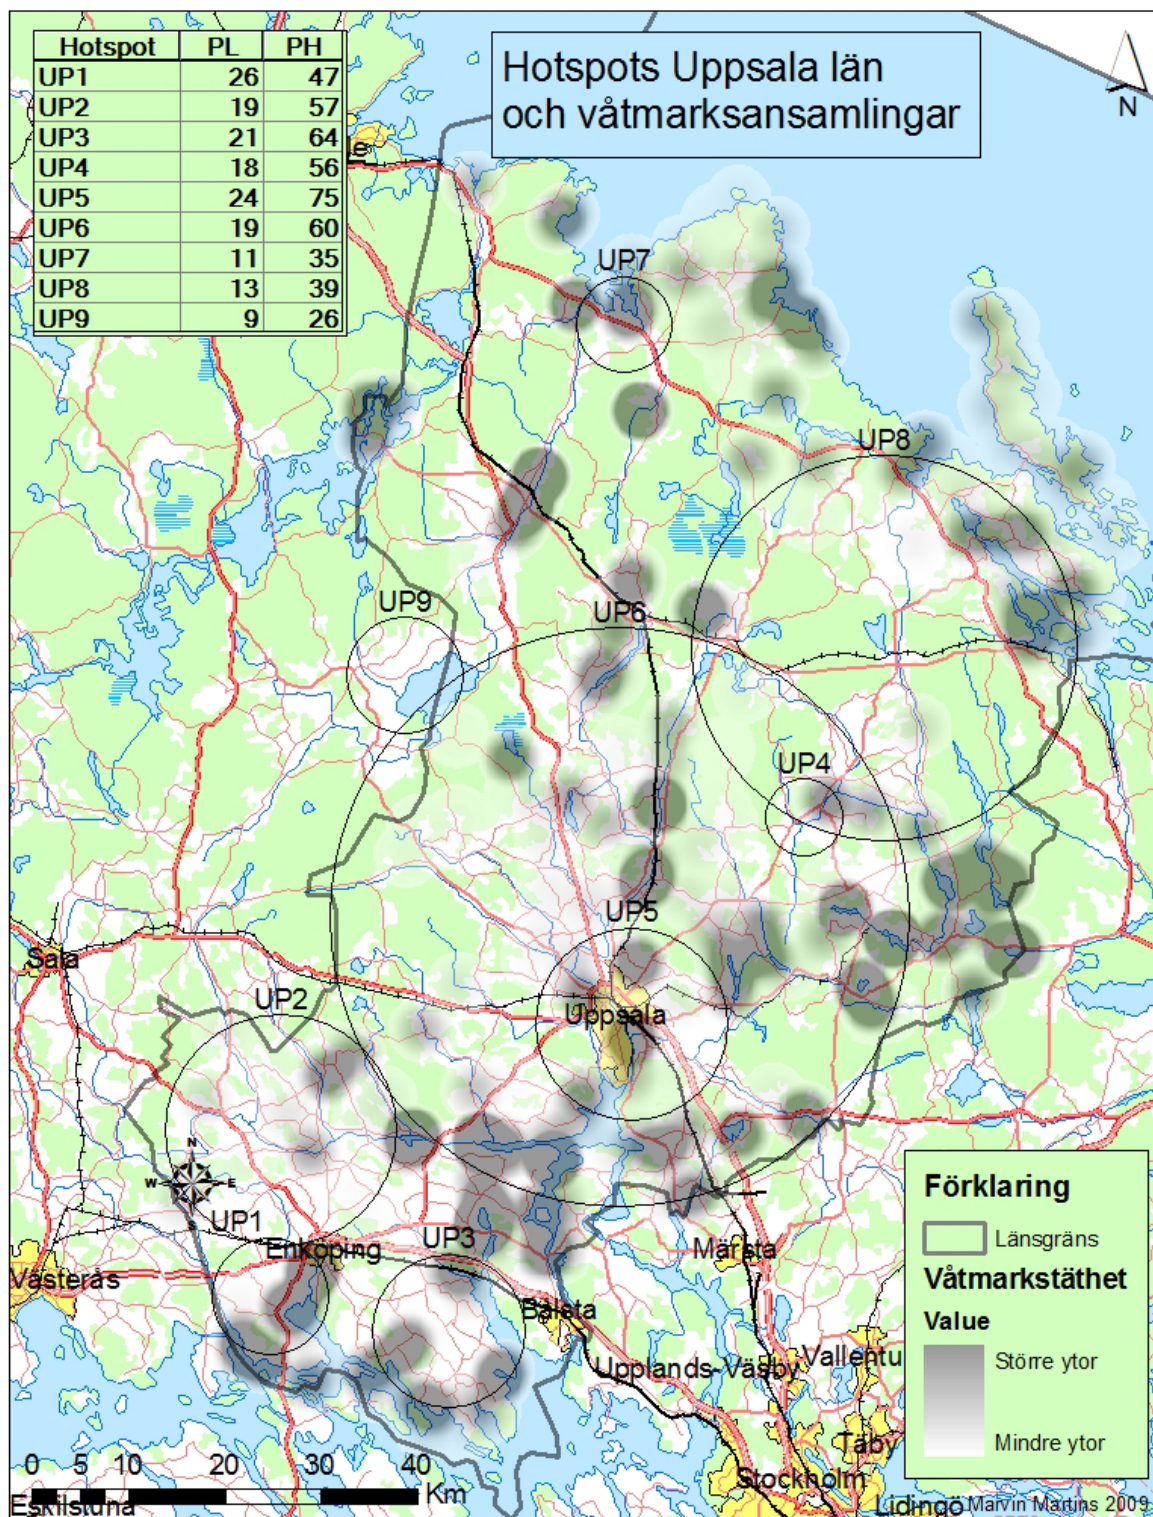 Hotspot PL PH
UP1 26 47
UP2 19 57
UP3 21 64
UP4 18 56
UP5 24 75
UP6 19 60
UP7 11 35
UP8 13 39
UP9 9 26
Hotspots Uppsala län
och våtmarksansamlingar
N
le
UP7
UP8
UP9
UP6
UP4
UP5
Sala
UP2
Uppsala
N
W E
S
UP1
UP3
Enköping
Märsta
Västerås
Bålsta
Upplands-Väsby
Vallentu
Täby
Stockholm
Lidingö
Eskilstuna
0 5 10 20 30 40
Km
Förklaring
Länsgräns
Våtmarkstäthet
Value
Större ytor
Mindre ytor
Marvin Martins 2009